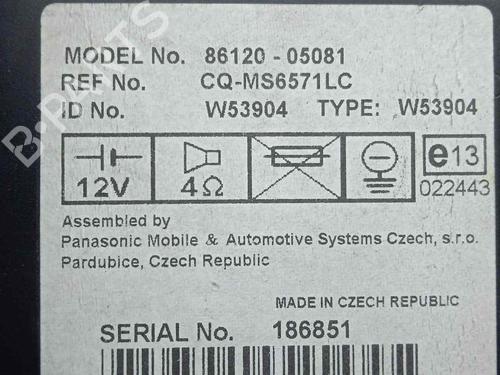 MODEL No. 86120 - 05081
REF No. CQ-MS6571LC
ID No. W53904 TYPE: W53904
12V 4Ω e13
022443
Assembled by
Panasonic Mobile & Automotive Systems Czech, s.r.o.
Pardubice, Czech Republic
MADE IN CZECH REPUBLIC
SERIAL No. 186851
B-PARTS